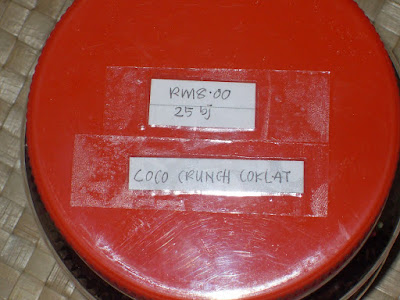 RM8.00
25 bj
COCO CRUNCH COKLAT